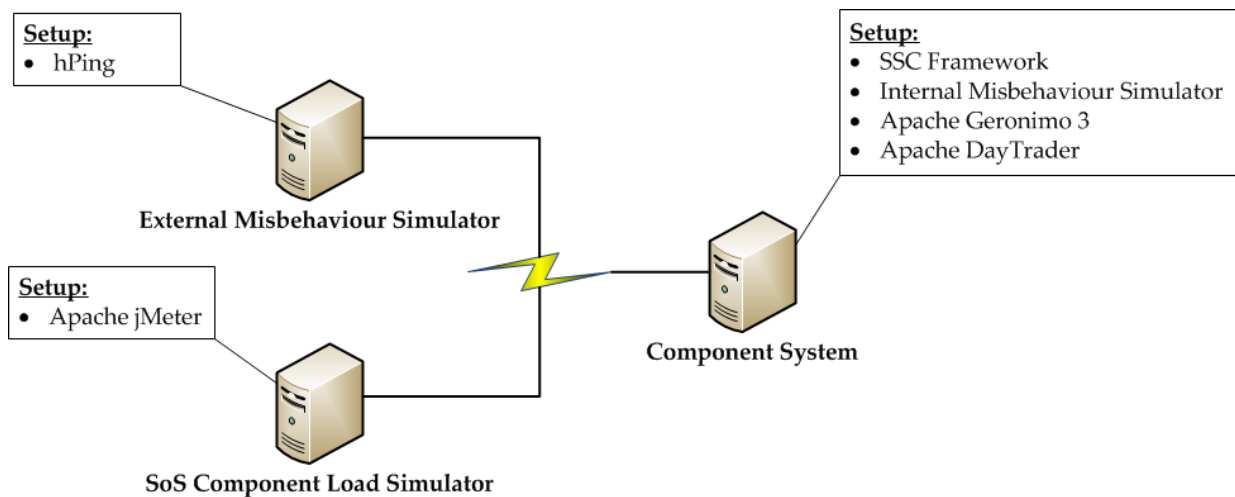 Setup:
• hPing
External Misbehaviour Simulator
Setup:
• Apache jMeter
SoS Component Load Simulator
Setup:
• SSC Framework
• Internal Misbehaviour Simulator
• Apache Geronimo 3
• Apache DayTrader
Component System